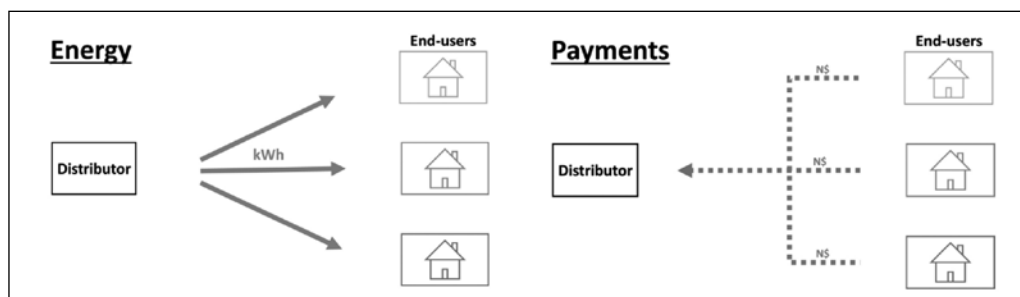 Energy
End-users
kWh
Distributor
Payments
End-users
N$
Distributor
N$
N$